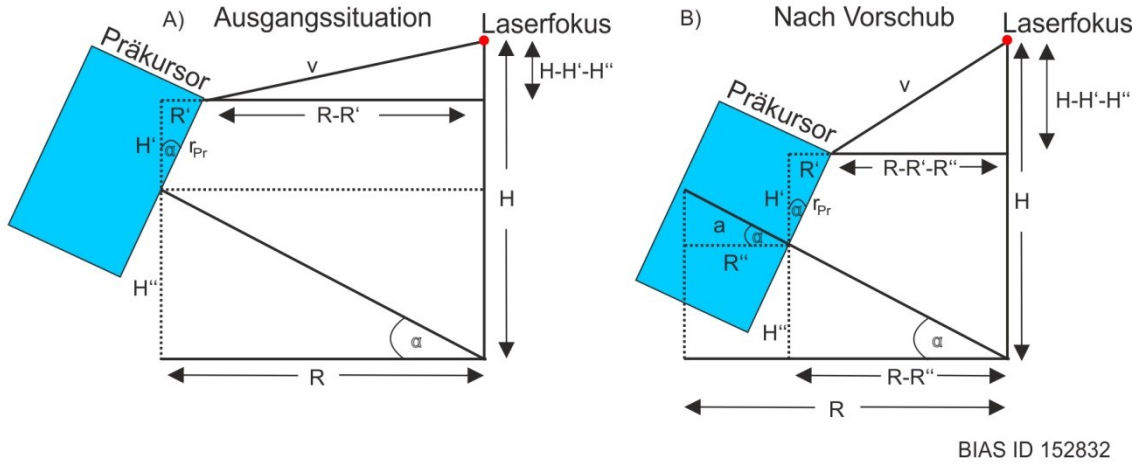 A) Ausgangssituation
Laserfokus
Präkursor
v
H-H‘-H‘‘
R‘
R-R‘
H‘
α
r_Pr
H
H‘‘
α
R
B) Nach Vorschub
Laserfokus
Präkursor
v
H-H‘-H‘‘
R‘
R-R‘-R‘‘
H‘
α
r_Pr
H
a
α
R‘‘
H‘‘
α
R-R‘‘
R
BIAS ID 152832